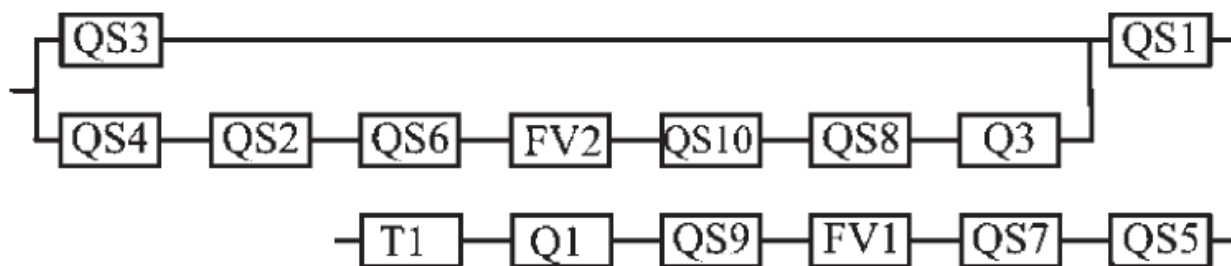 QS3 QS1
QS4 QS2 QS6 FV2 QS10 QS8 Q3
T1 Q1 QS9 FV1 QS7 QS5